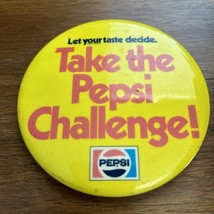 Let your taste decide.
Take the
Pepsi
Challenge!
PEPSI